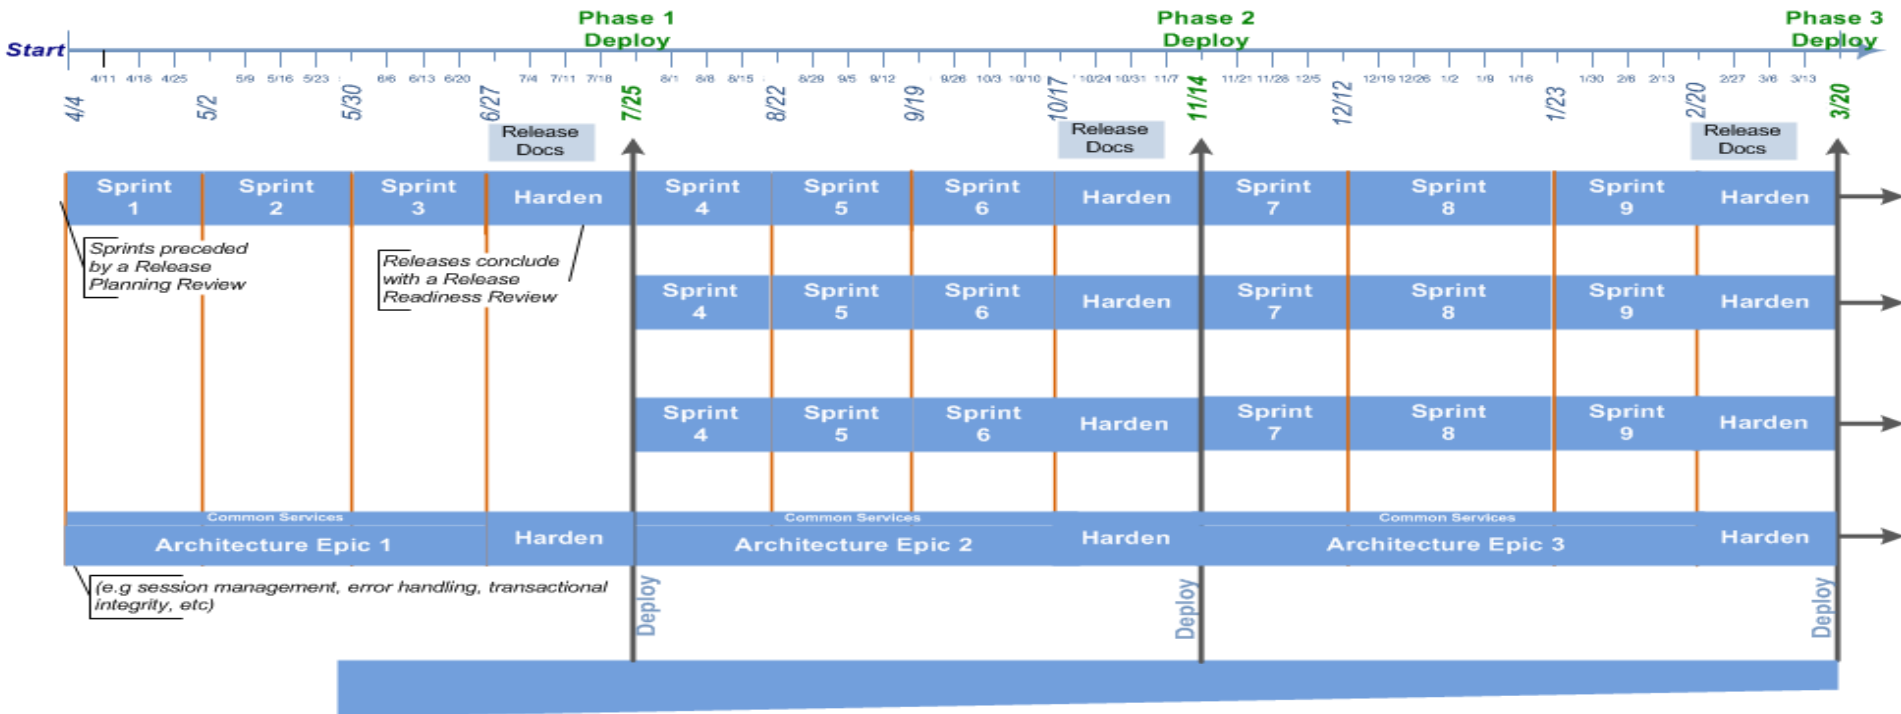 Phase 1
Deploy
Phase 2
Deploy
Phase 3
Deploy
Start
4/11 4/18 4/25 5/9 5/16 5/23 6/6 6/13 6/20 7/4 7/11 7/18 8/1 8/8 8/15 8/29 9/5 9/12 9/26 10/3 10/10 10/24 10/31 11/7 11/21 11/28 12/5 12/19 12/26 1/2 1/9 1/16 1/30 2/6 2/13 2/27 3/6 3/13
4/4 5/2 5/30 6/27 7/25 8/22 9/19 10/17 11/14 12/12 1/23 2/20 3/20
Release
Docs
Release
Docs
Release
Docs
Sprint
1
Sprint
2
Sprint
3
Harden
Sprint
4
Sprint
5
Sprint
6
Harden
Sprint
7
Sprint
8
Sprint
9
Harden
Sprints preceded
by a Release
Planning Review
Releases conclude
with a Release
Readiness Review
Sprint
4
Sprint
5
Sprint
6
Harden
Sprint
7
Sprint
8
Sprint
9
Harden
Sprint
4
Sprint
5
Sprint
6
Harden
Sprint
7
Sprint
8
Sprint
9
Harden
Common Services
Architecture Epic 1
Harden
Common Services
Architecture Epic 2
Harden
Common Services
Architecture Epic 3
Harden
(e.g session management, error handling, transactional
integrity, etc)
Deploy
Deploy
Deploy